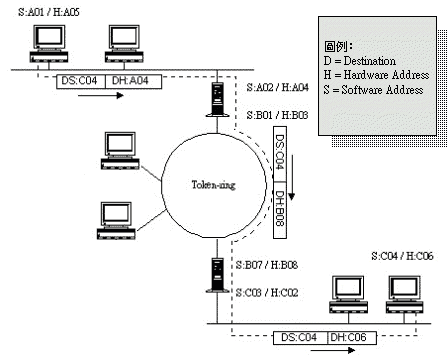 S:A01 / H:A05
DS:C04 DH:A04
圖例:
D = Destination
H = Hardware Address
S = Software Address
S:A02 / H:A04
S:B01 / H:B03
DS:C04 DH:B08
Token-ring
S:B07 / H:B08
S:C03 / H:C02
S:C04 / H:C06
DS:C04 DH:C06